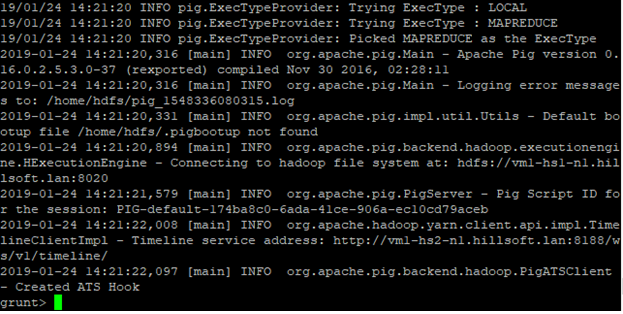 19/01/24 14:21:20 INFO pig.ExecTypeProvider: Trying ExecType : LOCAL
19/01/24 14:21:20 INFO pig.ExecTypeProvider: Trying ExecType : MAPREDUCE
19/01/24 14:21:20 INFO pig.ExecTypeProvider: Picked MAPREDUCE as the ExecType
2019-01-24 14:21:20,316 [main] INFO  org.apache.pig.Main - Apache Pig version 0.
16.0.2.5.3.0-37 (rexported) compiled Nov 30 2016, 02:28:11
2019-01-24 14:21:20,316 [main] INFO  org.apache.pig.Main - Logging error message
s to: /home/hdfs/pig_1548336080315.log
2019-01-24 14:21:20,331 [main] INFO  org.apache.pig.impl.util.Utils - Default bo
otup file /home/hdfs/.pigbootup not found
2019-01-24 14:21:20,894 [main] INFO  org.apache.pig.backend.hadoop.executionengi
ne.HExecutionEngine - Connecting to hadoop file system at: hdfs://vm1-hs1-n1.hil
lsoft.lan:8020
2019-01-24 14:21:21,579 [main] INFO  org.apache.pig.PigServer - Pig Script ID fo
r the session: PIG-default-174ba8c0-6ada-41ce-906a-ec10cd79aceb
2019-01-24 14:21:22,008 [main] INFO  org.apache.hadoop.yarn.client.api.impl.Time
lineClientImpl - Timeline service address: http://vm1-hs2-n1.hillsoft.lan:8188/w
s/v1/timeline/
2019-01-24 14:21:22,097 [main] INFO  org.apache.pig.backend.hadoop.PigATSClient
- Created ATS Hook
grunt>